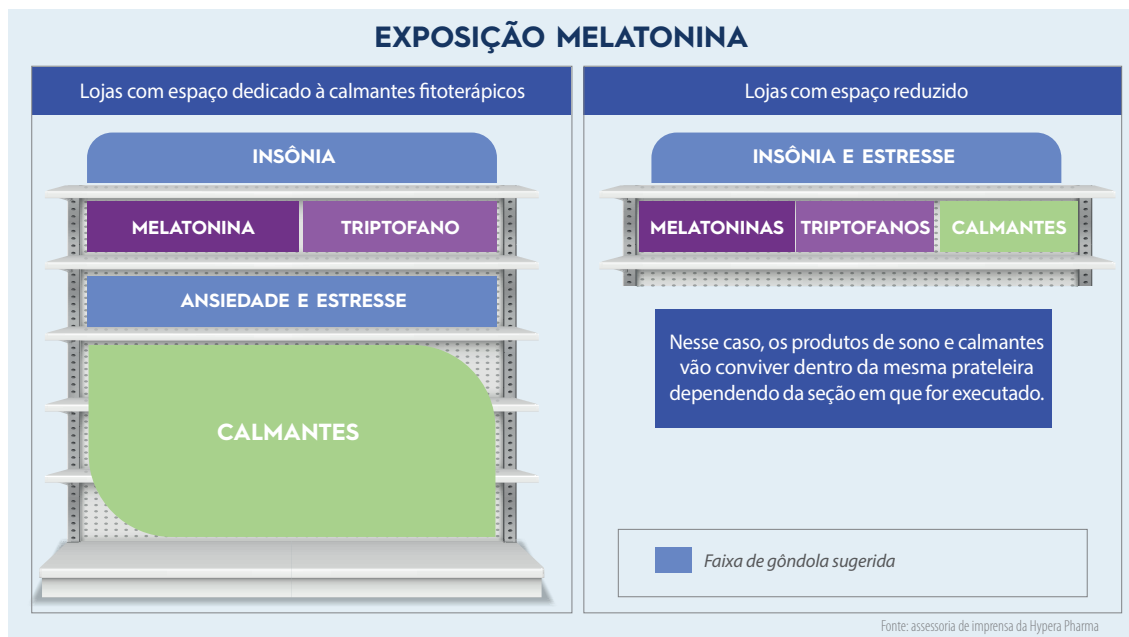 EXPOSIÇÃO MELATONINA
Lojas com espaço dedicado à calmantes fitoterápicos
INSÔNIA
MELATONINA
TRIPTOFANO
ANSIEDADE E ESTRESSE
CALMANTES
Lojas com espaço reduzido
INSÔNIA E ESTRESSE
MELATONINAS
TRIPTOFANOS
CALMANTES
Nesse caso, os produtos de sono e calmantes
vão conviver dentro da mesma prateleira
dependendo da seção em que for executado.
Faixa de gôndola sugerida
Fonte: assessoria de imprensa da Hypera Pharma